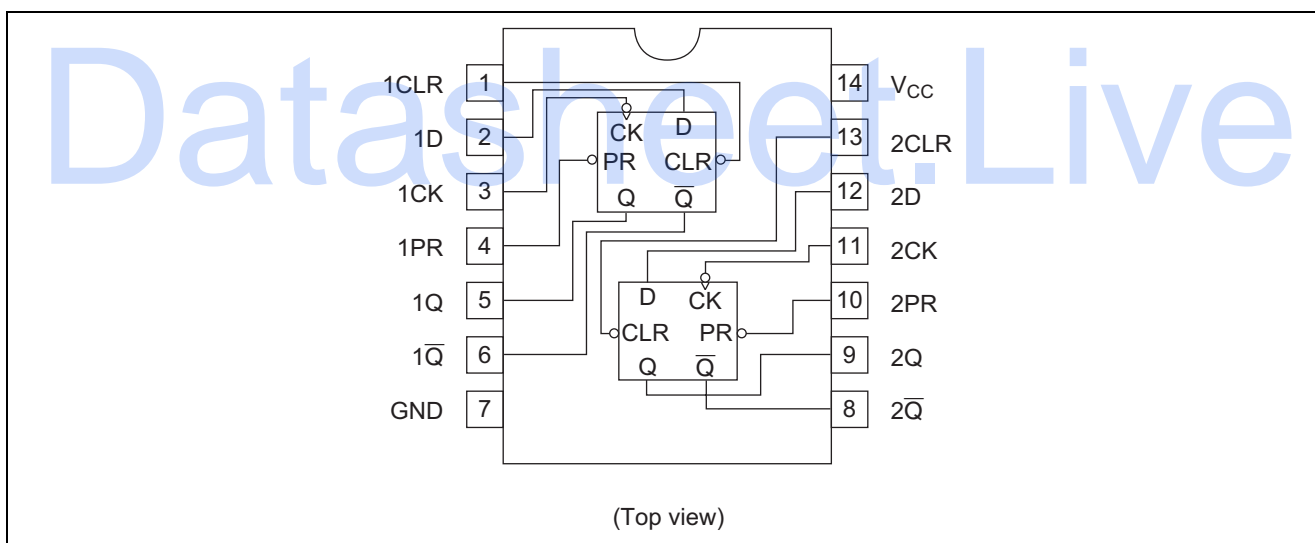 Datasheet.Live
1CLR 1
1D 2
1CK 3
1PR 4
1Q 5
1Q̅ 6
GND 7
14 VCC
13 2CLR
12 2D
11 2CK
10 2PR
9 2Q
8 2Q̅
CK D
PR CLR
Q Q̅
D CK
CLR PR
Q Q̅
(Top view)